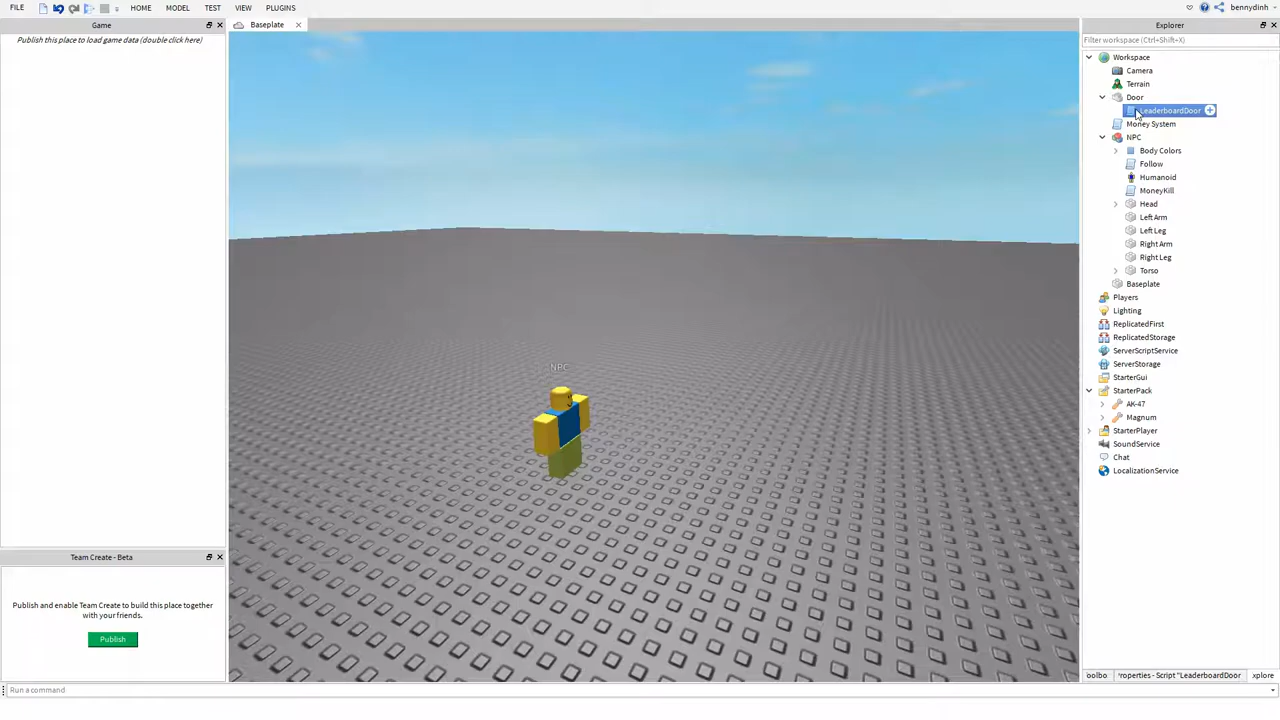 FILE HOME MODEL TEST VIEW PLUGINS bennydinh
Game
Publish this place to load game data (double click here)
Team Create - Beta
Publish and enable Team Create to build this place together
with your friends.
Publish
Baseplate
NPC
Explorer
Filter workspace (Ctrl+Shift+X)
Workspace
Camera
Terrain
Door
LeaderboardDoor
Money System
NPC
Body Colors
Follow
Humanoid
MoneyKill
Head
Left Arm
Left Leg
Right Arm
Right Leg
Torso
Baseplate
Players
Lighting
ReplicatedFirst
ReplicatedStorage
ServerScriptService
ServerStorage
StarterGui
StarterPack
AK-47
Magnum
StarterPlayer
SoundService
Chat
LocalizationService
oolbo roperties - Script "LeaderboardDoor xplore
Run a command